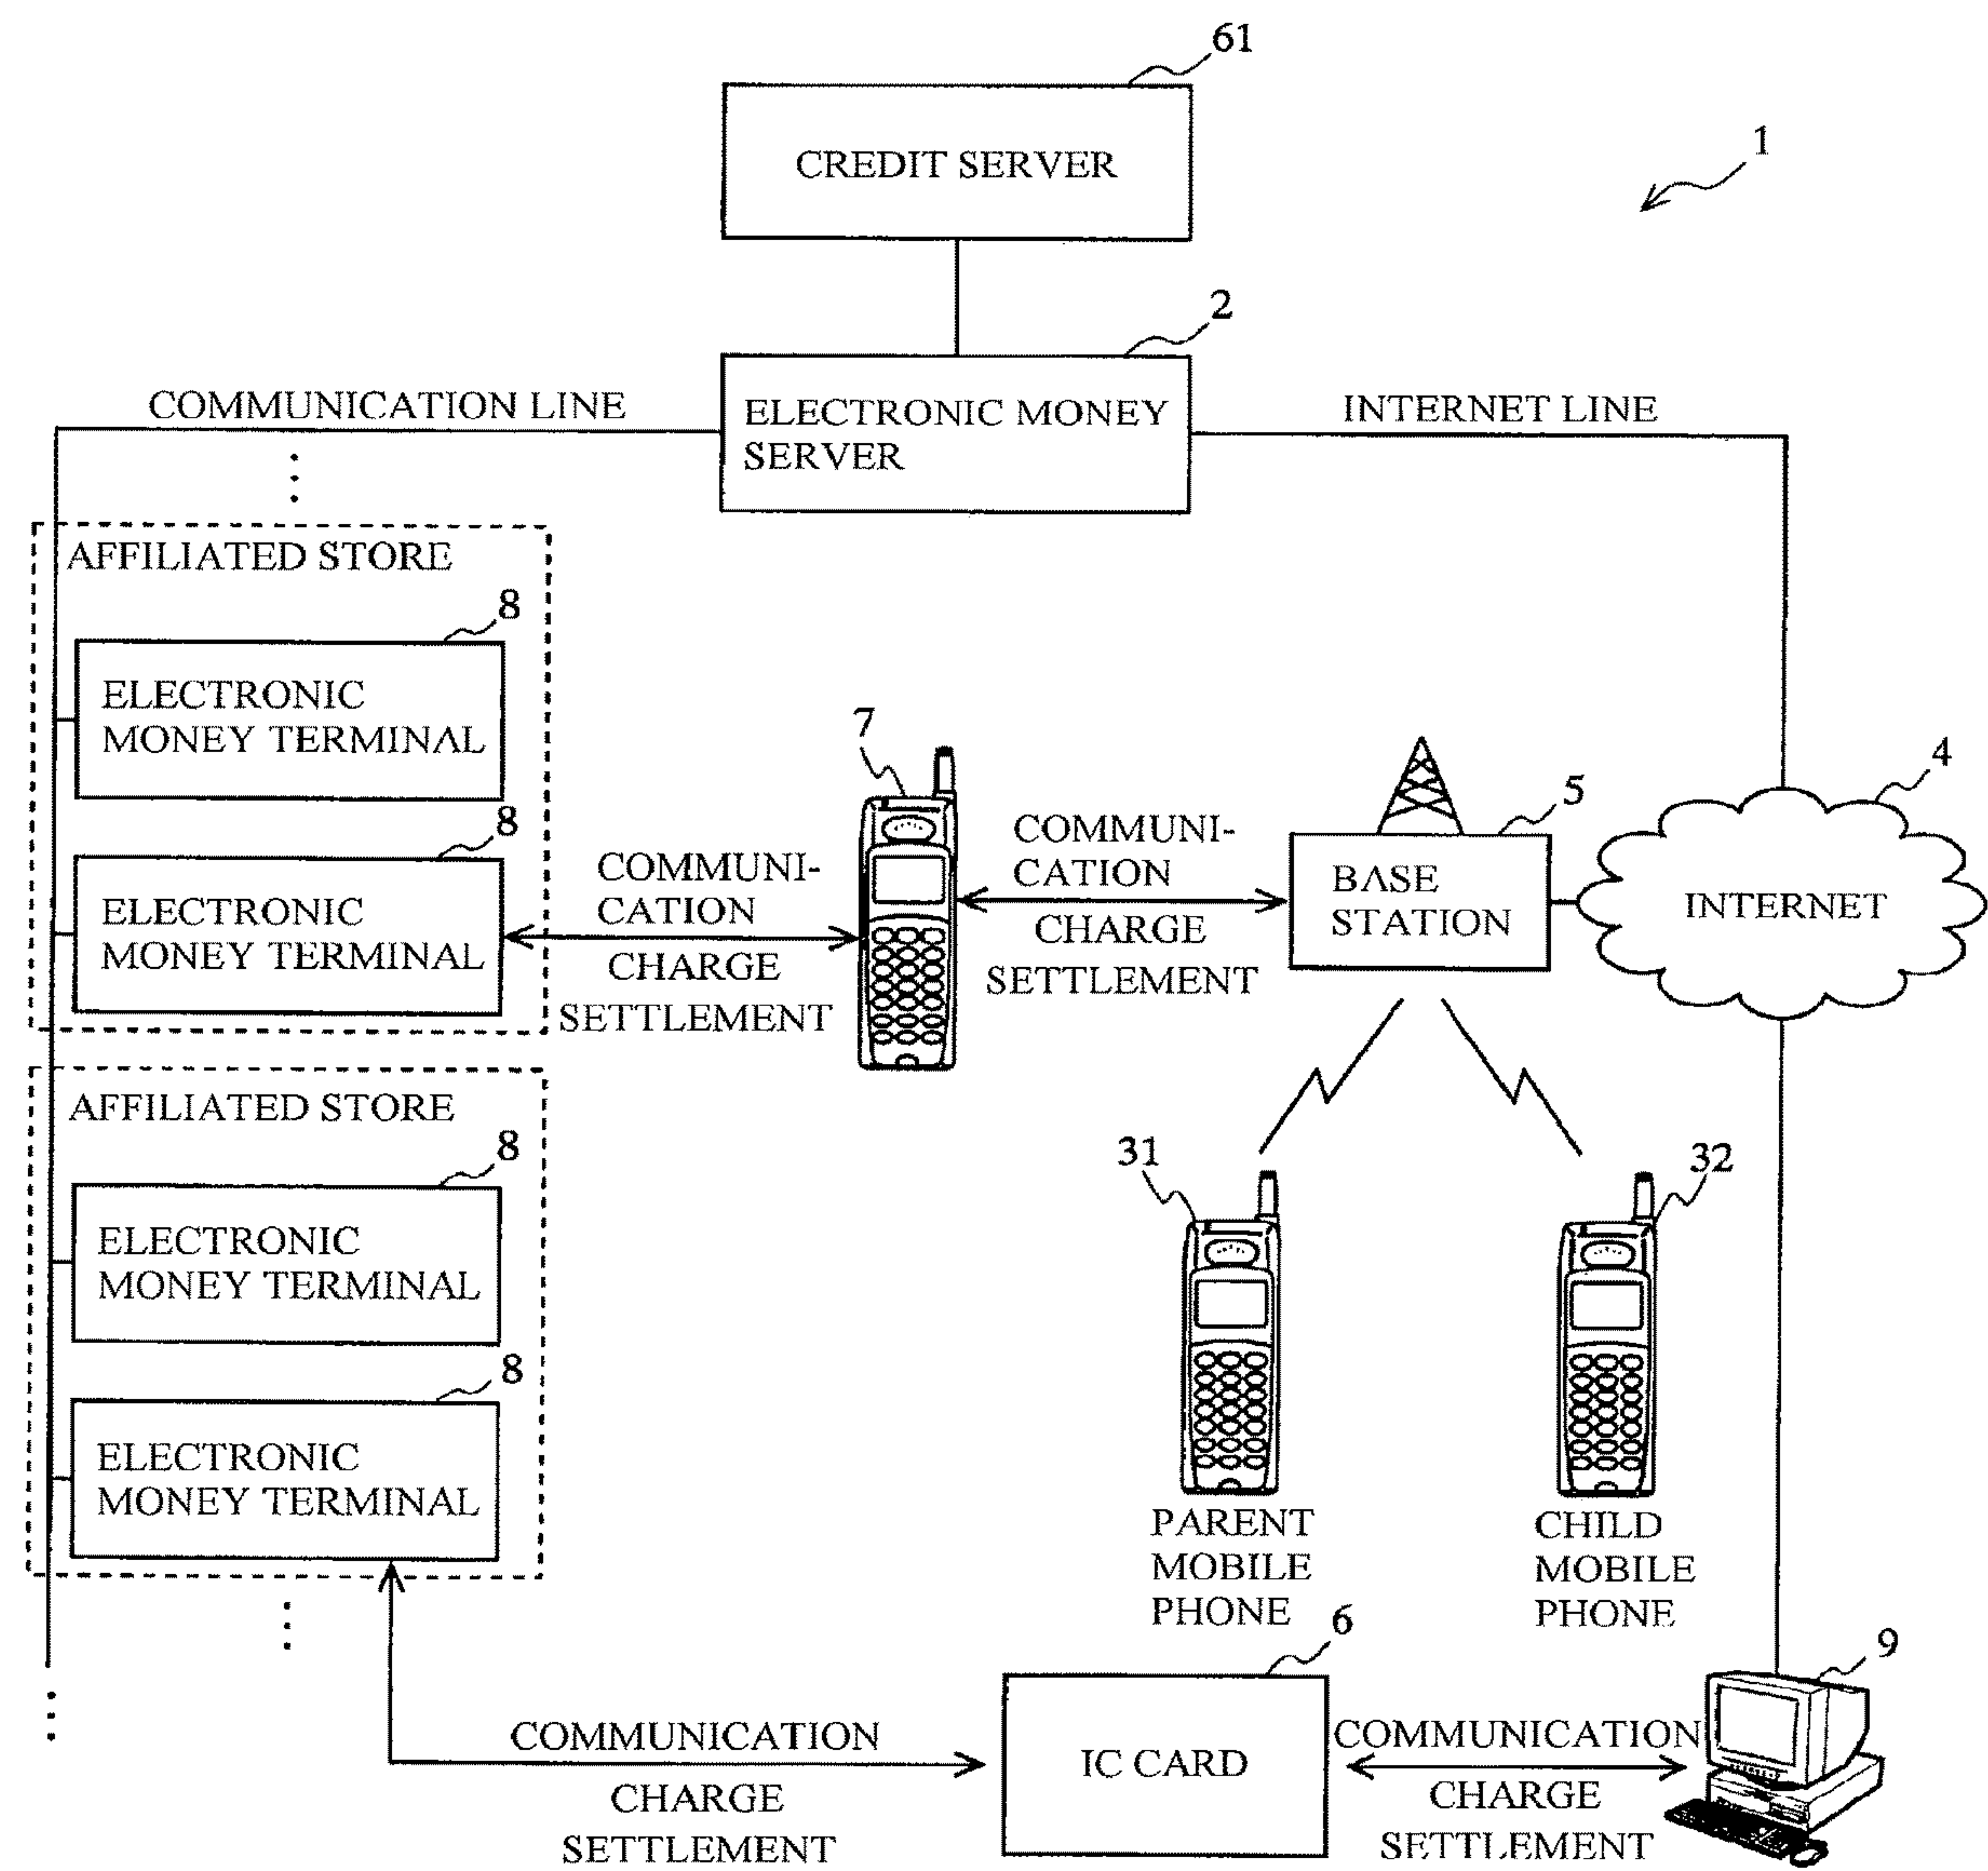 61
CREDIT SERVER
1
2
COMMUNICATION LINE
ELECTRONIC MONEY
SERVER
INTERNET LINE
AFFILIATED STORE
8
ELECTRONIC
MONEY TERMINAL
8
ELECTRONIC
MONEY TERMINAL
COMMUNI-
CATION
CHARGE
SETTLEMENT
7
COMMUNI-
CATION
CHARGE
SETTLEMENT
5
BASE
STATION
4
INTERNET
AFFILIATED STORE
8
ELECTRONIC
MONEY TERMINAL
8
ELECTRONIC
MONEY TERMINAL
31
PARENT
MOBILE
PHONE
32
CHILD
MOBILE
PHONE
COMMUNICATION
CHARGE
SETTLEMENT
6
IC CARD
COMMUNICATION
CHARGE
SETTLEMENT
9